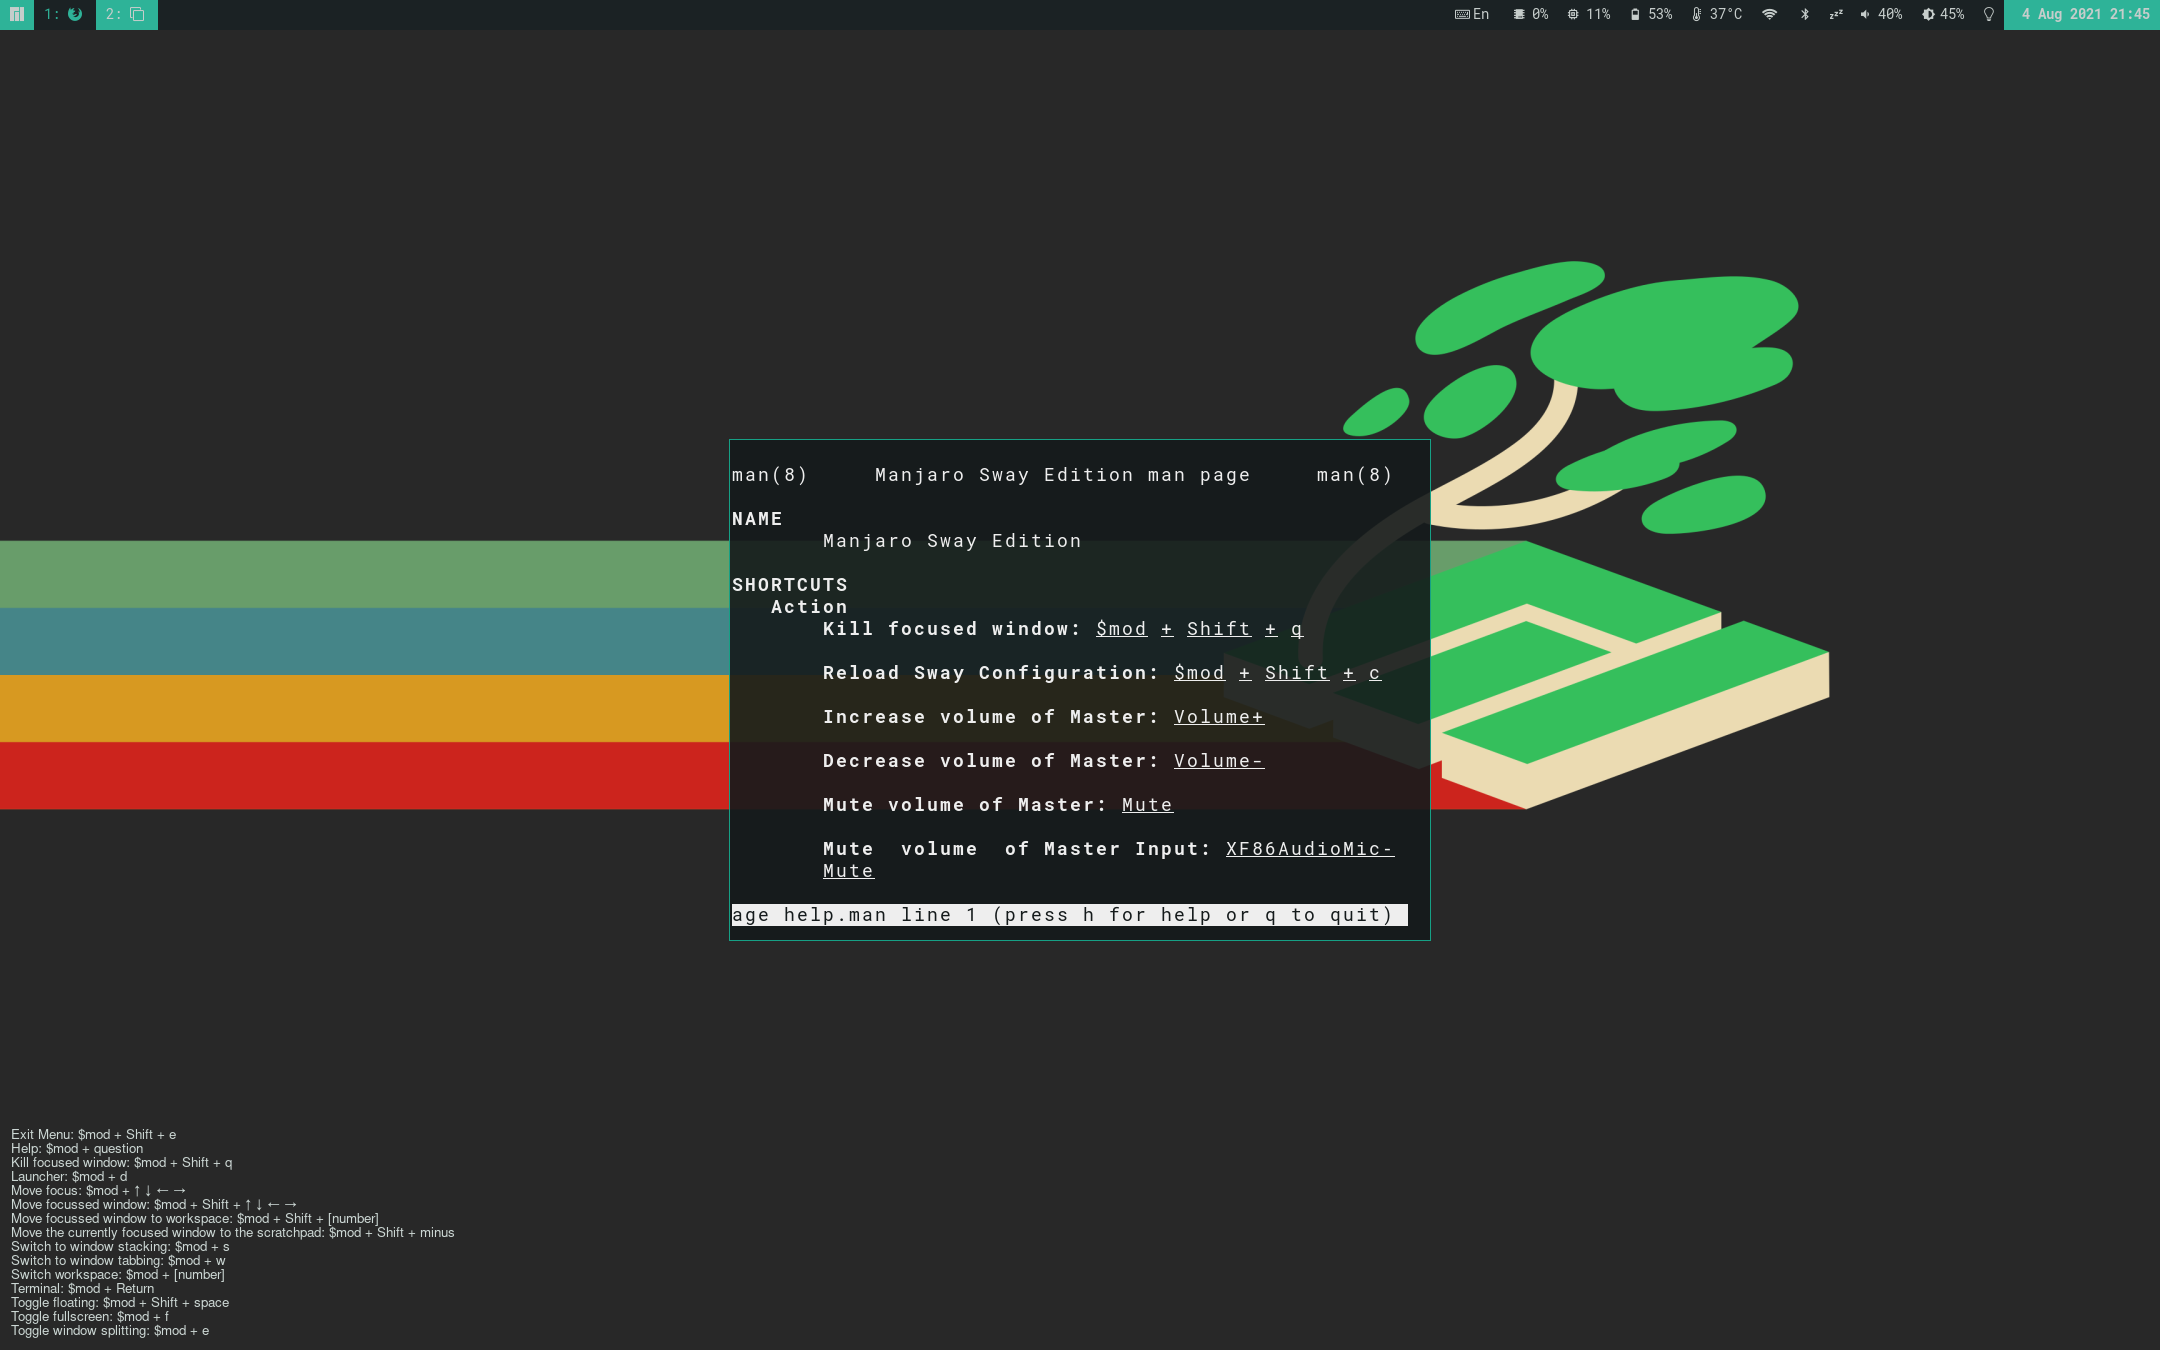 1: 2: En 0% 11% 53% 37°C zzz 40% 45% 4 Aug 2021 21:45
man(8) Manjaro Sway Edition man page man(8)
NAME
Manjaro Sway Edition
SHORTCUTS
Action
Kill focused window: $mod + Shift + q
Reload Sway Configuration: $mod + Shift + c
Increase volume of Master: Volume+
Decrease volume of Master: Volume-
Mute volume of Master: Mute
Mute volume of Master Input: XF86AudioMic-
Mute
age help.man line 1 (press h for help or q to quit)
Exit Menu: $mod + Shift + e
Help: $mod + question
Kill focused window: $mod + Shift + q
Launcher: $mod + d
Move focus: $mod + ↑ ↓ ← →
Move focussed window: $mod + Shift + ↑ ↓ ← →
Move focussed window to workspace: $mod + Shift + [number]
Move the currently focused window to the scratchpad: $mod + Shift + minus
Switch to window stacking: $mod + s
Switch to window tabbing: $mod + w
Switch workspace: $mod + [number]
Terminal: $mod + Return
Toggle floating: $mod + Shift + space
Toggle fullscreen: $mod + f
Toggle window splitting: $mod + e